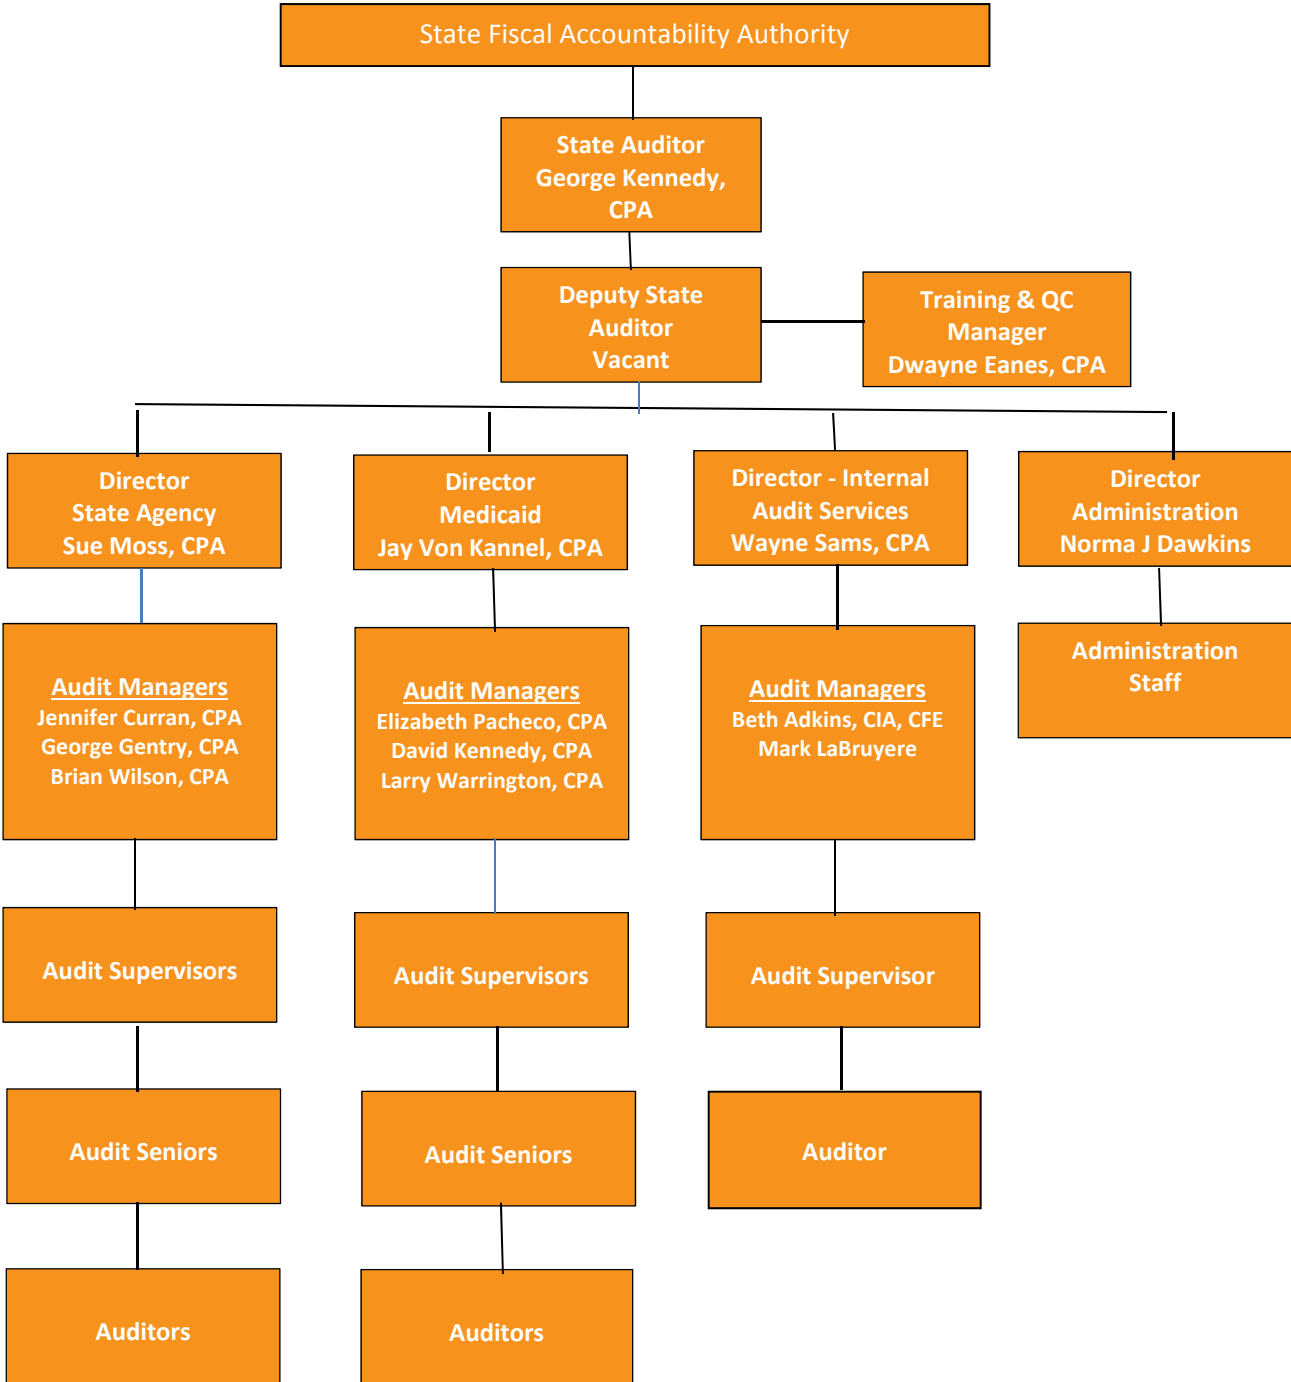 State Fiscal Accountability Authority
State Auditor
George Kennedy,
CPA
Deputy State
Auditor
Vacant
Training & QC
Manager
Dwayne Eanes, CPA
Director
State Agency
Sue Moss, CPA
Director
Medicaid
Jay Von Kannel, CPA
Director - Internal
Audit Services
Wayne Sams, CPA
Director
Administration
Norma J Dawkins
Audit Managers
Jennifer Curran, CPA
George Gentry, CPA
Brian Wilson, CPA
Audit Managers
Elizabeth Pacheco, CPA
David Kennedy, CPA
Larry Warrington, CPA
Audit Managers
Beth Adkins, CIA, CFE
Mark LaBruyere
Administration
Staff
Audit Supervisors
Audit Supervisors
Audit Supervisor
Audit Seniors
Audit Seniors
Auditor
Auditors
Auditors